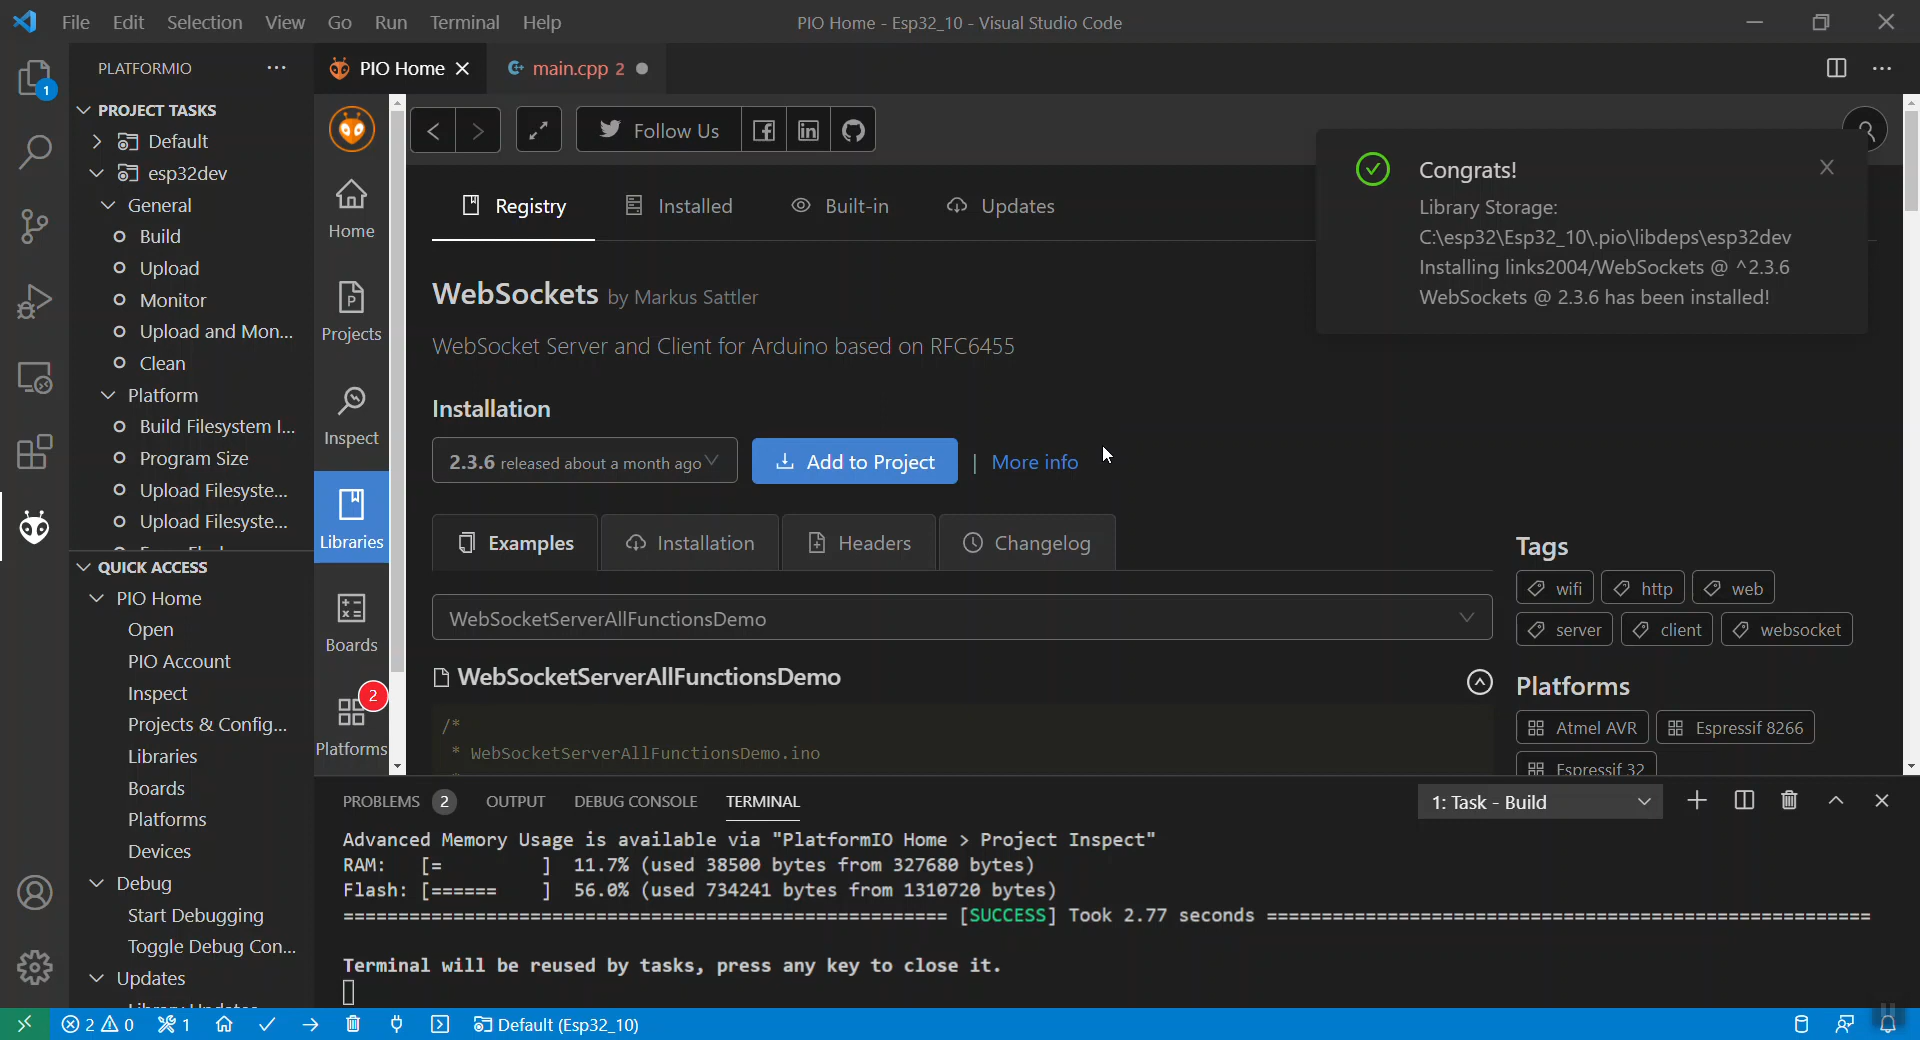 File Edit Selection View Go Run Terminal Help
PIO Home - Esp32_10 - Visual Studio Code
PLATFORMIO
PIO Home
main.cpp 2
1
PROJECT TASKS
Default
esp32dev
General
Build
Upload
Monitor
Upload and Mon...
Clean
Platform
Build Filesystem I...
Program Size
Upload Filesyste...
Upload Filesyste...
QUICK ACCESS
PIO Home
Open
PIO Account
Inspect
Projects & Config...
Libraries
Boards
Platforms
Devices
Debug
Start Debugging
Toggle Debug Con...
Updates
Home
Projects
Inspect
Libraries
Boards
2
Platforms
Follow Us
Registry
Installed
Built-in
Updates
Congrats!
Library Storage:
C:\esp32\Esp32_10\.pio\libdeps\esp32dev
Installing links2004/WebSockets @ ^2.3.6
WebSockets @ 2.3.6 has been installed!
WebSockets by Markus Sattler
WebSocket Server and Client for Arduino based on RFC6455
Installation
2.3.6 released about a month ago
Add to Project
| More info
Examples
Installation
Headers
Changelog
WebSocketServerAllFunctionsDemo
WebSocketServerAllFunctionsDemo
/*
* WebSocketServerAllFunctionsDemo.ino
Tags
wifi http web
server client websocket
Platforms
Atmel AVR Espressif 8266
Espressif 32
PROBLEMS 2 OUTPUT DEBUG CONSOLE TERMINAL
1: Task - Build
Advanced Memory Usage is available via "PlatformIO Home > Project Inspect"
RAM: [= ] 11.7% (used 38500 bytes from 327680 bytes)
Flash: [====== ] 56.0% (used 734241 bytes from 1310720 bytes)
======================================================= [SUCCESS] Took 2.77 seconds =======================================================
Terminal will be reused by tasks, press any key to close it.
2 0 1 Default (Esp32_10)